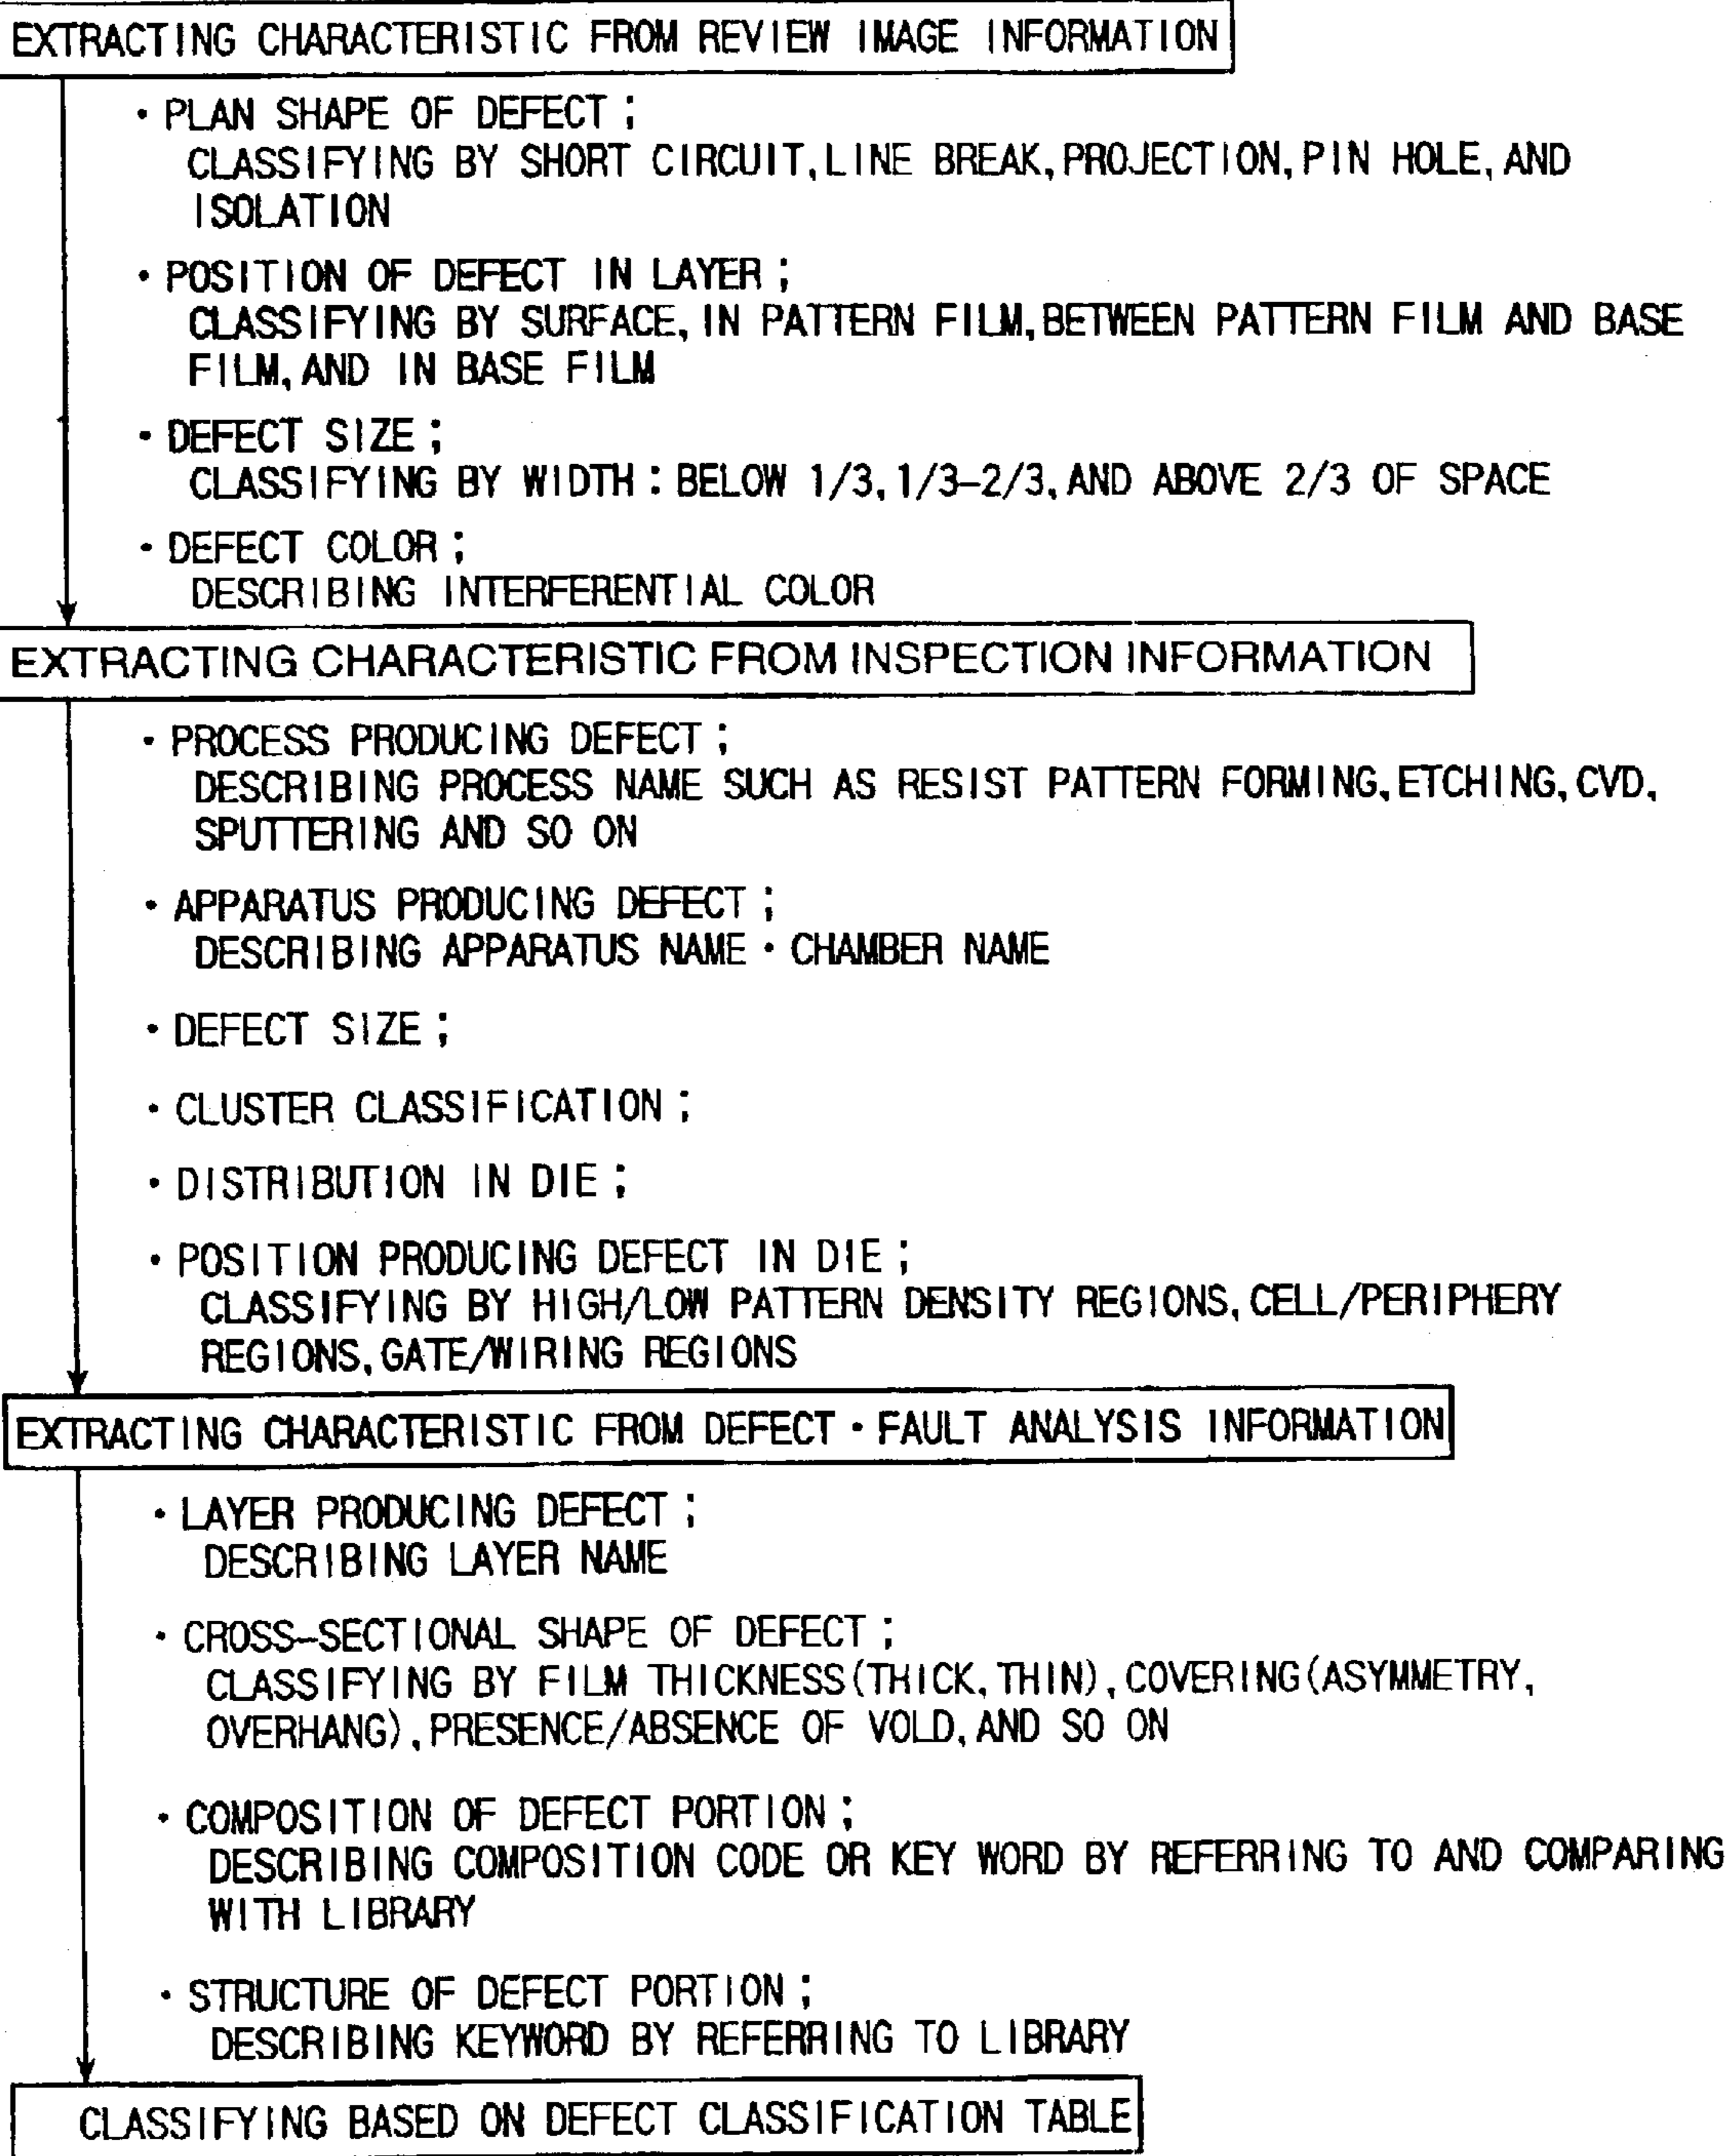 EXTRACTING CHARACTERISTIC FROM REVIEW IMAGE INFORMATION
・PLAN SHAPE OF DEFECT;
CLASSIFYING BY SHORT CIRCUIT, LINE BREAK, PROJECTION, PIN HOLE, AND
ISOLATION
・POSITION OF DEFECT IN LAYER;
CLASSIFYING BY SURFACE, IN PATTERN FILM, BETWEEN PATTERN FILM AND BASE
FILM, AND IN BASE FILM
・DEFECT SIZE;
CLASSIFYING BY WIDTH: BELOW 1/3, 1/3–2/3, AND ABOVE 2/3 OF SPACE
・DEFECT COLOR;
DESCRIBING INTERFERENTIAL COLOR
EXTRACTING CHARACTERISTIC FROM INSPECTION INFORMATION
・PROCESS PRODUCING DEFECT;
DESCRIBING PROCESS NAME SUCH AS RESIST PATTERN FORMING, ETCHING, CVD,
SPUTTERING AND SO ON
・APPARATUS PRODUCING DEFECT;
DESCRIBING APPARATUS NAME・CHAMBER NAME
・DEFECT SIZE;
・CLUSTER CLASSIFICATION;
・DISTRIBUTION IN DIE;
・POSITION PRODUCING DEFECT IN DIE;
CLASSIFYING BY HIGH/LOW PATTERN DENSITY REGIONS, CELL/PERIPHERY
REGIONS, GATE/WIRING REGIONS
EXTRACTING CHARACTERISTIC FROM DEFECT・FAULT ANALYSIS INFORMATION
・LAYER PRODUCING DEFECT;
DESCRIBING LAYER NAME
・CROSS–SECTIONAL SHAPE OF DEFECT;
CLASSIFYING BY FILM THICKNESS(THICK, THIN), COVERING(ASYMMETRY,
OVERHANG), PRESENCE/ABSENCE OF VOLD, AND SO ON
・COMPOSITION OF DEFECT PORTION;
DESCRIBING COMPOSITION CODE OR KEY WORD BY REFERRING TO AND COMPARING
WITH LIBRARY
・STRUCTURE OF DEFECT PORTION;
DESCRIBING KEYWORD BY REFERRING TO LIBRARY
CLASSIFYING BASED ON DEFECT CLASSIFICATION TABLE